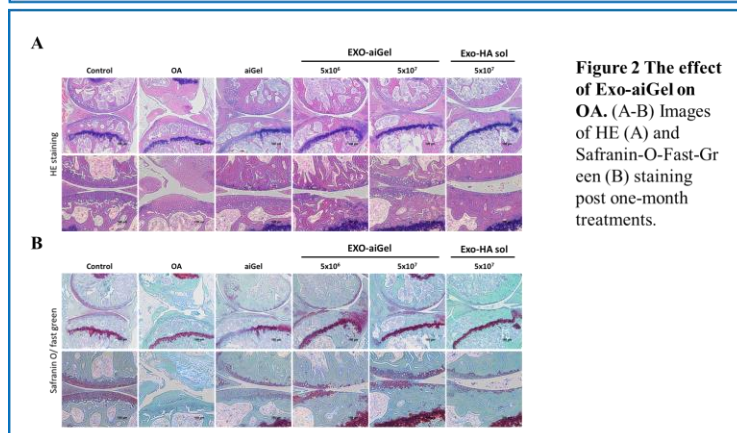 A
EXO-aiGel
Exo-HA sol
Control
OA
aiGel
5x10⁶
5x10⁷
5x10⁷
HE staining
Figure 2 The effect
of Exo-aiGel on
OA. (A-B) Images
of HE (A) and
Safranin-O-Fast-Gr
een (B) staining
post one-month
treatments.
B
EXO-aiGel
Exo-HA sol
Control
OA
aiGel
5x10⁶
5x10⁷
5x10⁷
Safranin O/ fast green